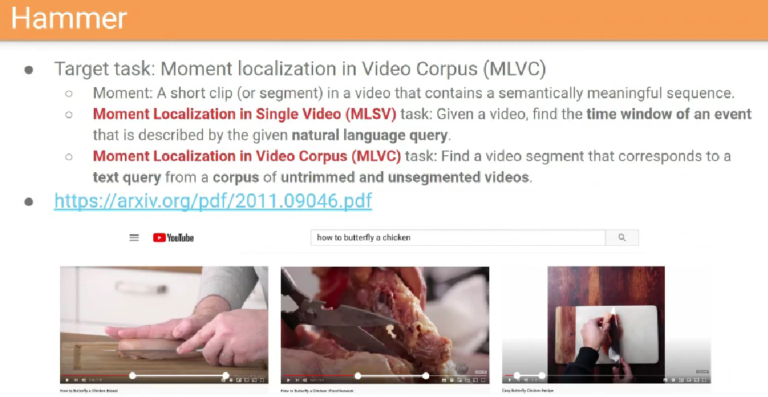 Hammer
● Target task: Moment localization in Video Corpus (MLVC)
○ Moment: A short clip (or segment) in a video that contains a semantically meaningful sequence.
○ Moment Localization in Single Video (MLSV) task: Given a video, find the time window of an event
that is described by the given natural language query.
○ Moment Localization in Video Corpus (MLVC) task: Find a video segment that corresponds to a
text query from a corpus of untrimmed and unsegmented videos.
● https://arxiv.org/pdf/2011.09046.pdf
YouTube
how to butterfly a chicken
How to Butterfly a Chicken Breast
How to Butterfly a Chicken
Easy Butterfly Chicken Recipe